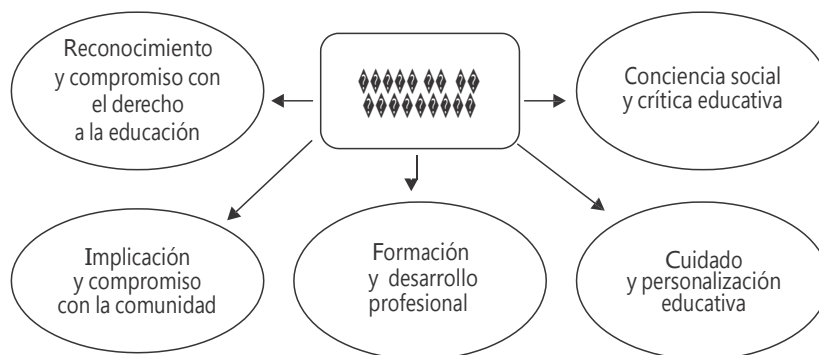 Reconocimiento
y compromiso con
el derecho
a la educación
Conciencia social
y crítica educativa
Implicación
y compromiso
con la comunidad
Formación
y desarrollo
profesional
Cuidado
y personalización
educativa